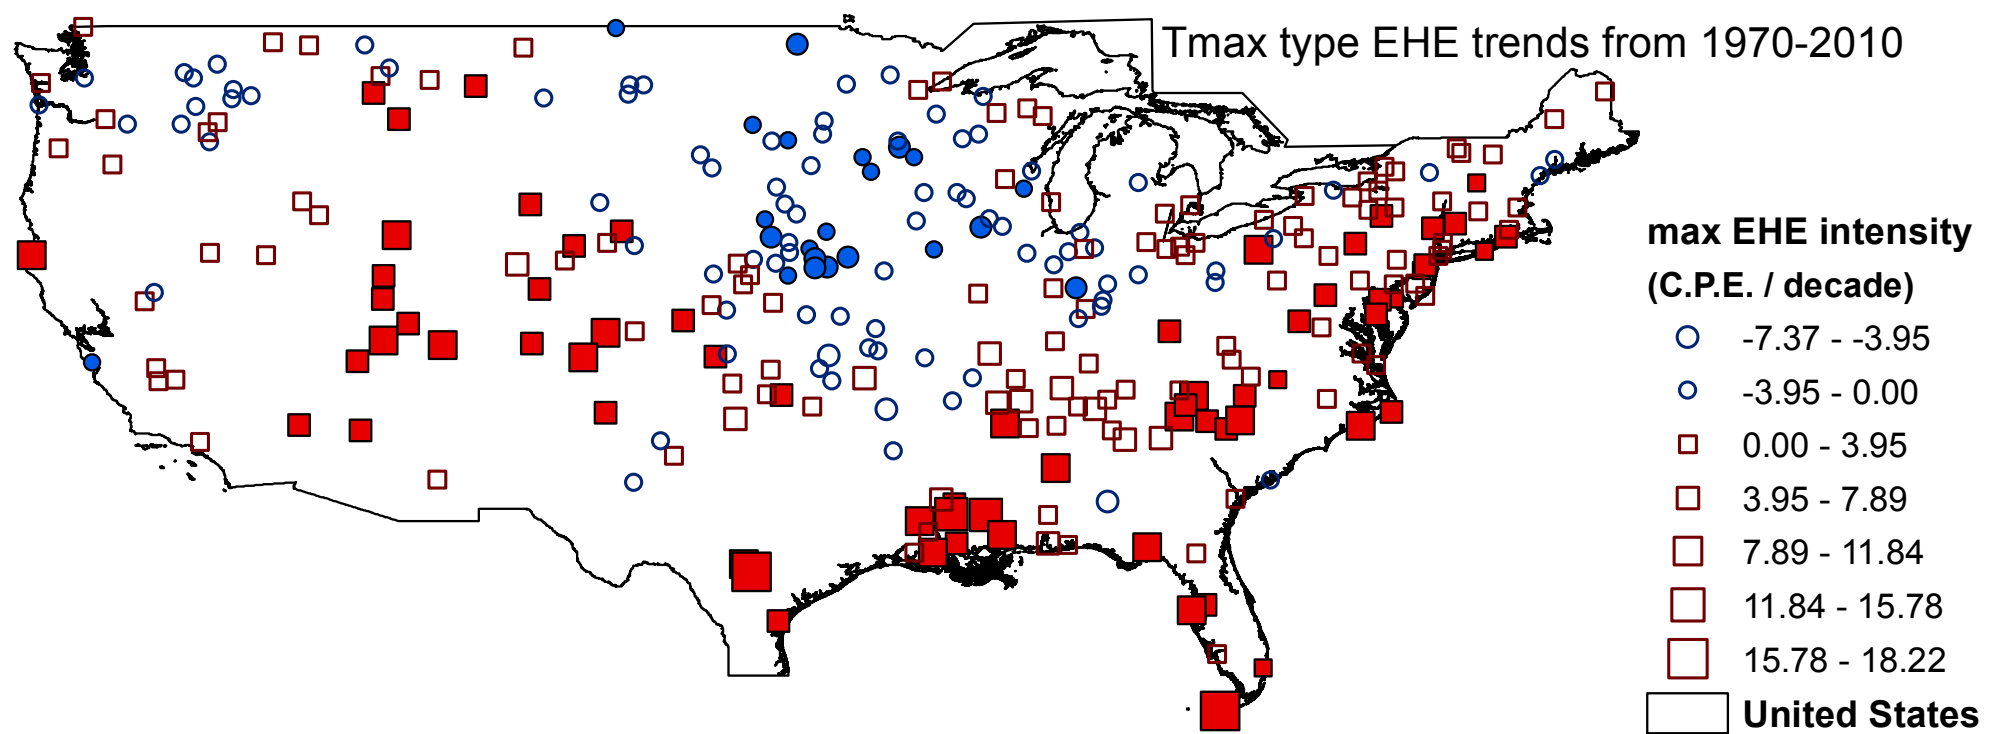 Tmax type EHE trends from 1970-2010
max EHE intensity
(C.P.E. / decade)
-7.37 - -3.95
-3.95 - 0.00
0.00 - 3.95
3.95 - 7.89
7.89 - 11.84
11.84 - 15.78
15.78 - 18.22
United States